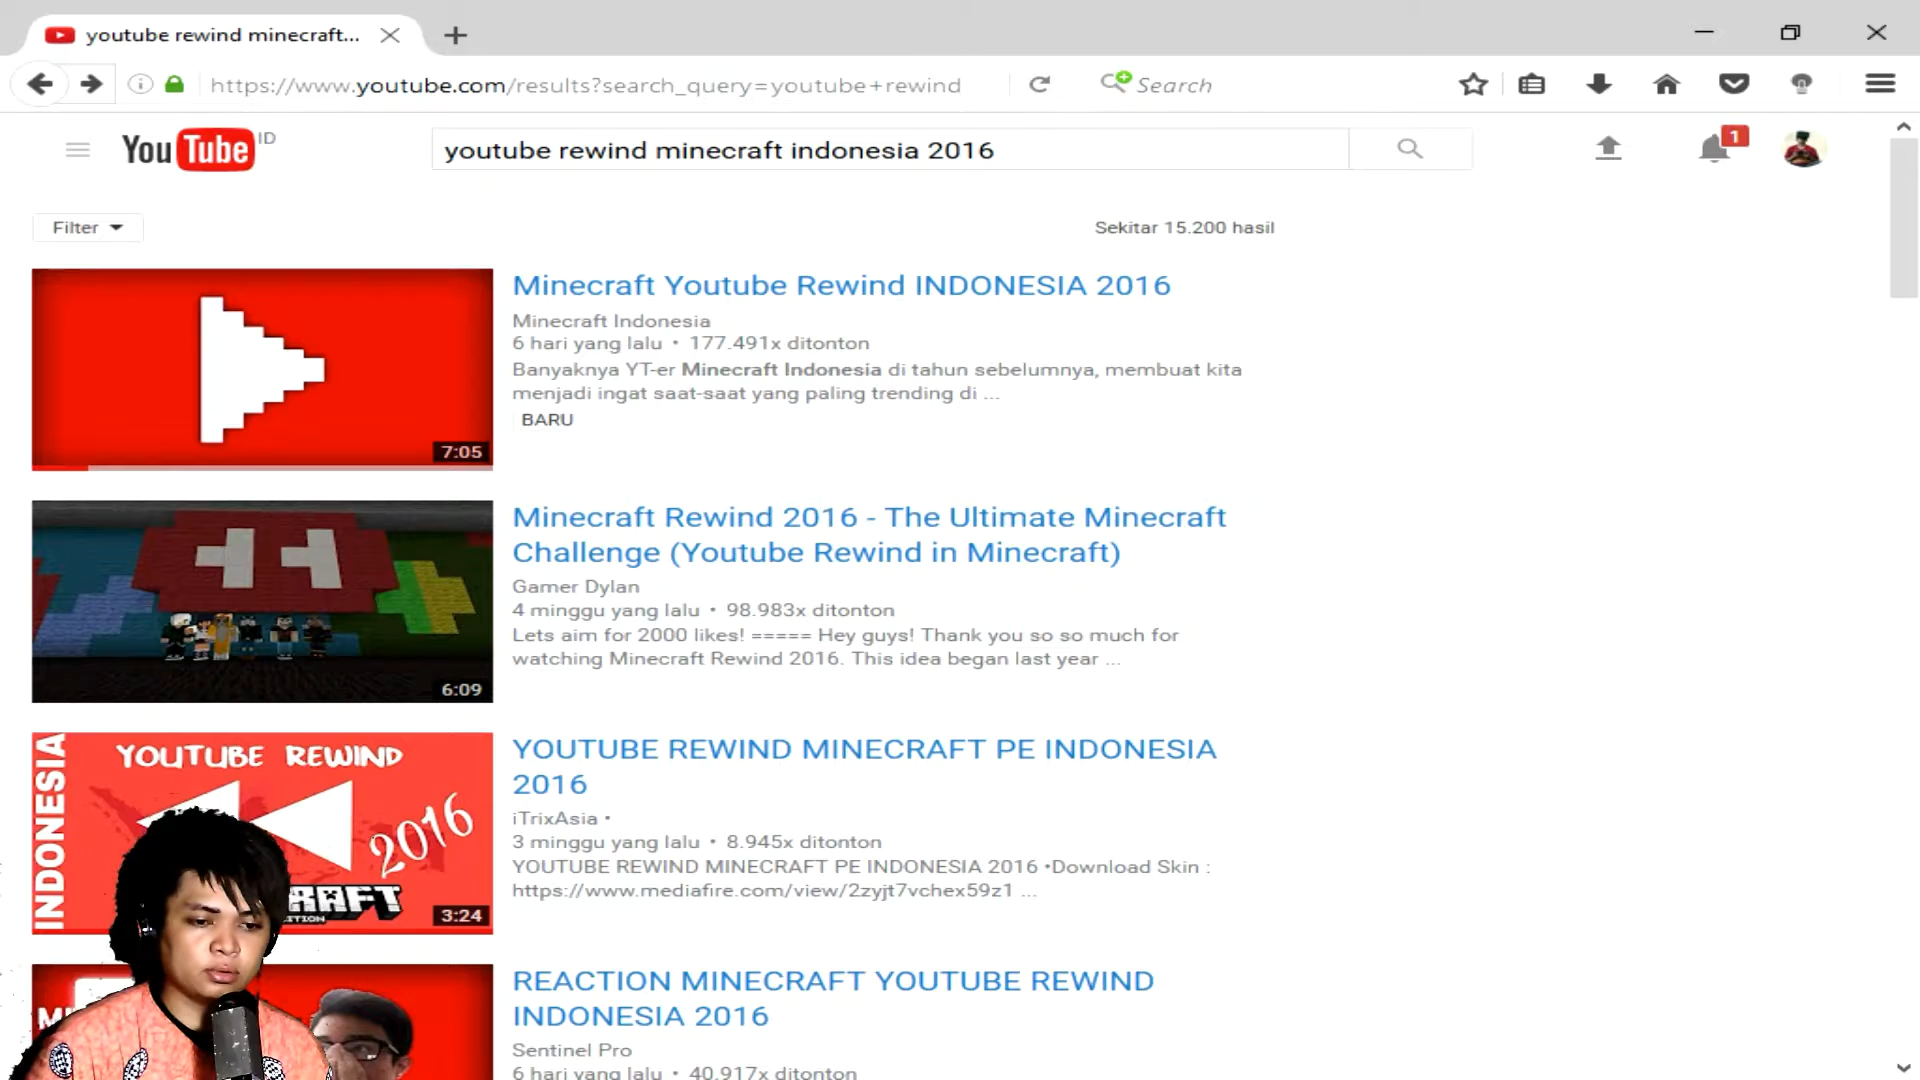 youtube rewind minecraft...
https://www.youtube.com/results?search_query=youtube+rewind
Search
YouTube ID
youtube rewind minecraft indonesia 2016
1
Filter
Sekitar 15.200 hasil
7:05
Minecraft Youtube Rewind INDONESIA 2016
Minecraft Indonesia
6 hari yang lalu • 177.491x ditonton
Banyaknya YT-er Minecraft Indonesia di tahun sebelumnya, membuat kita
menjadi ingat saat-saat yang paling trending di ...
BARU
6:09
Minecraft Rewind 2016 - The Ultimate Minecraft
Challenge (Youtube Rewind in Minecraft)
Gamer Dylan
4 minggu yang lalu • 98.983x ditonton
Lets aim for 2000 likes! ===== Hey guys! Thank you so so much for
watching Minecraft Rewind 2016. This idea began last year ...
INDONESIA
YOUTUBE REWIND
2016
RAFT
ITION
3:24
YOUTUBE REWIND MINECRAFT PE INDONESIA
2016
iTrixAsia •
3 minggu yang lalu • 8.945x ditonton
YOUTUBE REWIND MINECRAFT PE INDONESIA 2016 •Download Skin :
https://www.mediafire.com/view/2zyjt7vchex59z1 ...
REACTION MINECRAFT YOUTUBE REWIND
INDONESIA 2016
Sentinel Pro
6 hari yang lalu • 40.917x ditonton